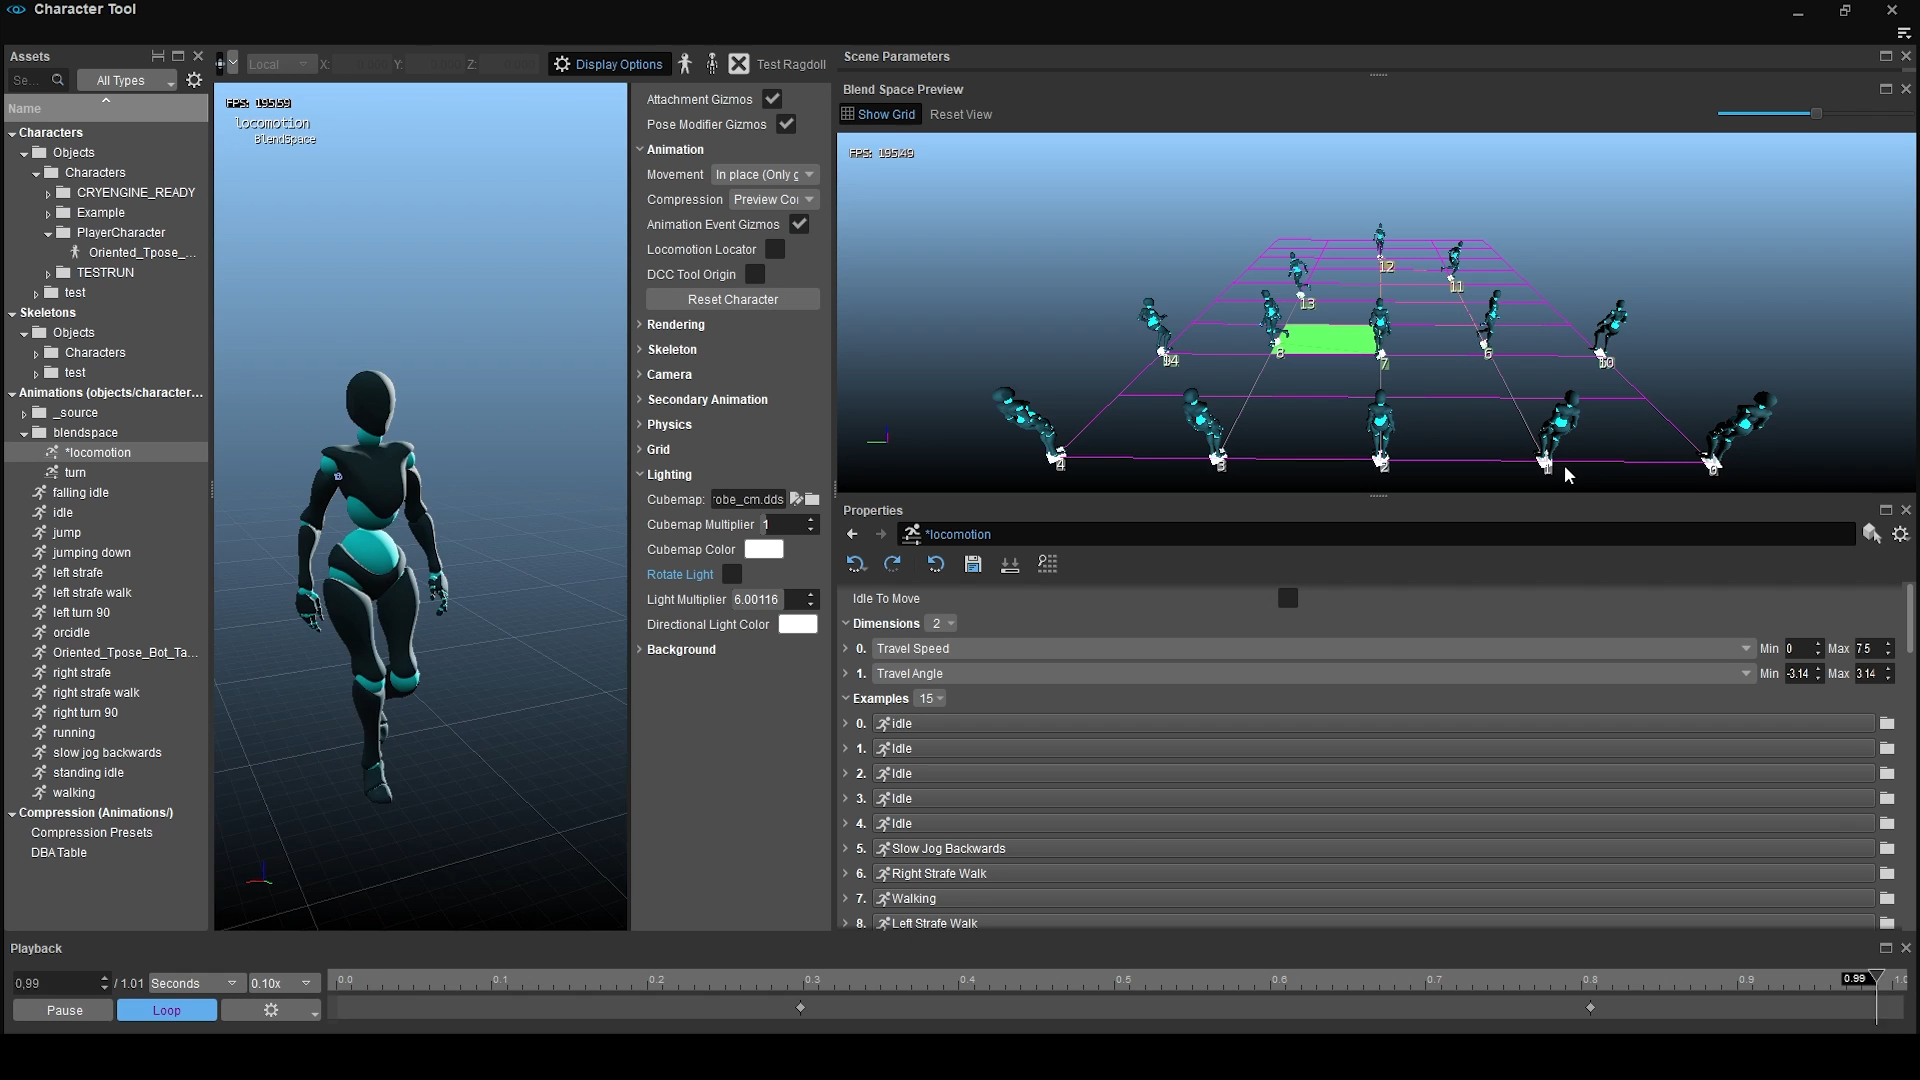 Character Tool
Assets
Se...
All Types
Name
Characters
Objects
Characters
CRYENGINE_READY
Example
PlayerCharacter
Oriented_Tpose_...
TESTRUN
test
Skeletons
Objects
Characters
test
Animations (objects/character...
_source
blendspace
*locomotion
turn
falling idle
idle
jump
jumping down
left strafe
left strafe walk
left turn 90
orcidle
Oriented_Tpose_Bot_Ta...
right strafe
right strafe walk
right turn 90
running
slow jog backwards
standing idle
walking
Compression (Animations/)
Compression Presets
DBA Table
Local
X:
Y:
Z:
Display Options
Test Ragdoll
locomotion
BlendSpace
Attachment Gizmos
Pose Modifier Gizmos
Animation
Movement In place (Only g
Compression Preview Co
Animation Event Gizmos
Locomotion Locator
DCC Tool Origin
Reset Character
Rendering
Skeleton
Camera
Secondary Animation
Physics
Grid
Lighting
Cubemap: robe_cm.dds
Cubemap Multiplier 1
Cubemap Color
Rotate Light
Light Multiplier 6.00116
Directional Light Color
Background
Scene Parameters
Blend Space Preview
Show Grid
Reset View
12
11
13
14
8
7
6
10
4
3
2
1
Properties
*locomotion
Idle To Move
Dimensions 2
0. Travel Speed Min 0 Max 7.5
1. Travel Angle Min -3.14 Max 3.14
Examples 15
0. idle
1. Idle
2. Idle
3. Idle
4. Idle
5. Slow Jog Backwards
6. Right Strafe Walk
7. Walking
8. Left Strafe Walk
Playback
0,99 / 1.01 Seconds 0.10x
Pause
Loop
0.0 0.1 0.2 0.3 0.4 0.5 0.6 0.7 0.8 0.9 0.99